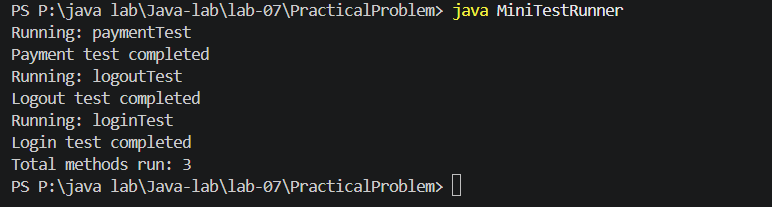 PS P:\java lab\Java-lab\lab-07\PracticalProblem> java MiniTestRunner
Running: paymentTest
Payment test completed
Running: logoutTest
Logout test completed
Running: loginTest
Login test completed
Total methods run: 3
PS P:\java lab\Java-lab\lab-07\PracticalProblem>